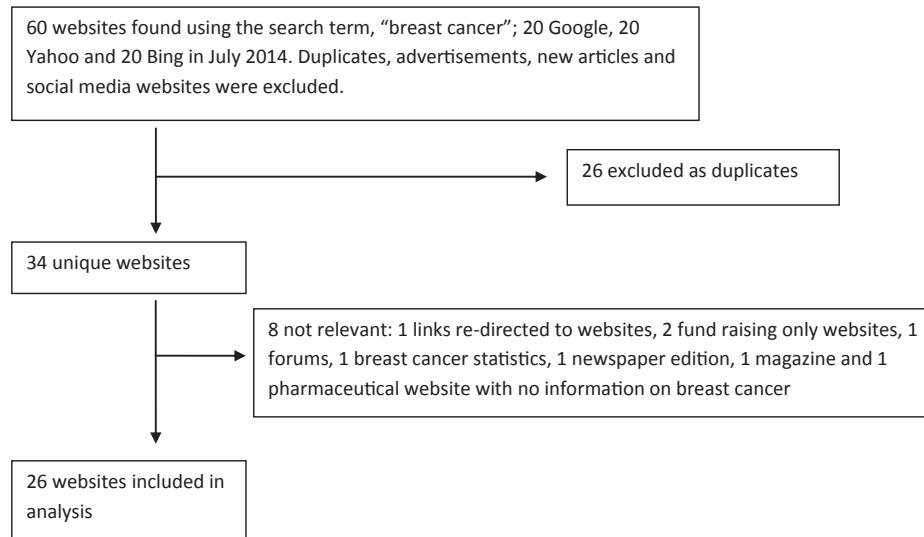 60 websites found using the search term, “breast cancer”; 20 Google, 20
Yahoo and 20 Bing in July 2014. Duplicates, advertisements, new articles and
social media websites were excluded.
26 excluded as duplicates
34 unique websites
8 not relevant: 1 links re-directed to websites, 2 fund raising only websites, 1
forums, 1 breast cancer statistics, 1 newspaper edition, 1 magazine and 1
pharmaceutical website with no information on breast cancer
26 websites included in
analysis